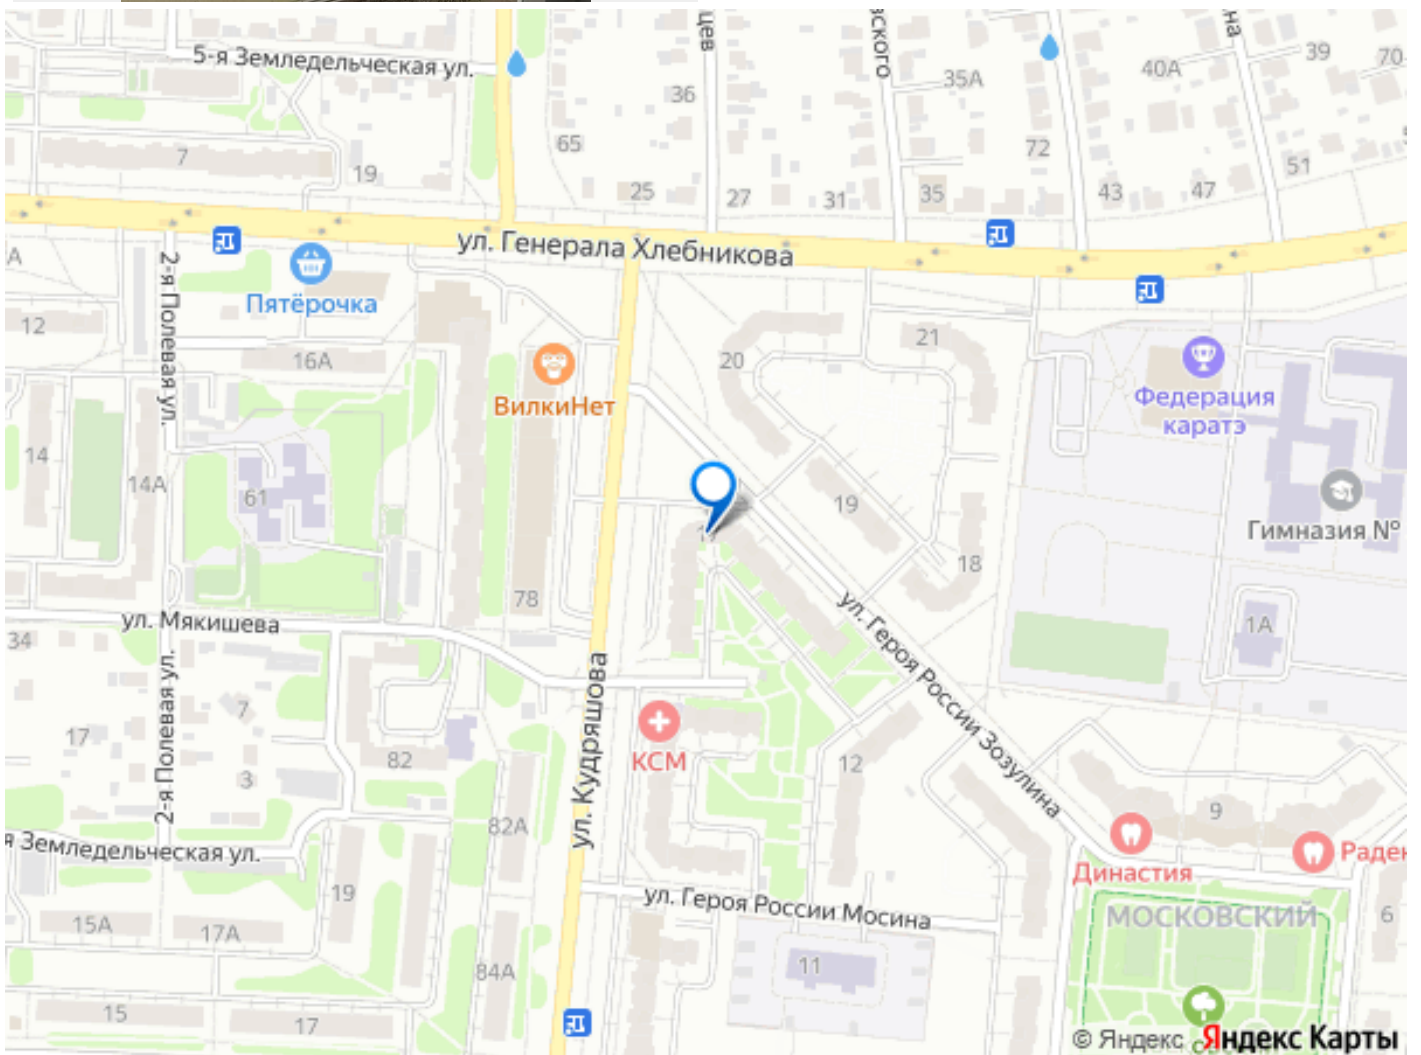 цев
вского
на
39
70
5-я Земледельческая ул.
40А
35А
36
65
72
7
19
25
27
31
35
43
47
51
ул. Генерала Хлебникова
А
2-я Полевая ул.
Пятёрочка
12
16А
20
21
ВилкиНет
Федерация
каратэ
14
14А
61
19
Гимназия №
18
78
ул. Мякишева
34
1А
ул. Героя России Зозулина
2-я Полевая ул.
7
17
3
82
ул. Кудряшова
КСМ
12
9
82А
я Земледельческая ул.
Династия
Раден
19
ул. Героя России Мосина
МОСКОВСКИЙ
6
15А
17А
11
84А
15
17
© Яндекс
Яндекс Карты